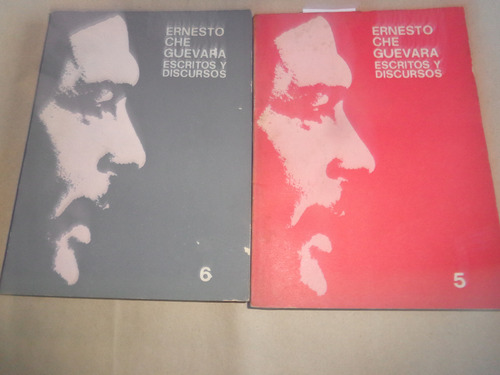 ERNESTO
CHE
GUEVARA
ESCRITOS Y
DISCURSOS
6
ERNESTO
CHE
GUEVARA
ESCRITOS Y
DISCURSOS
5